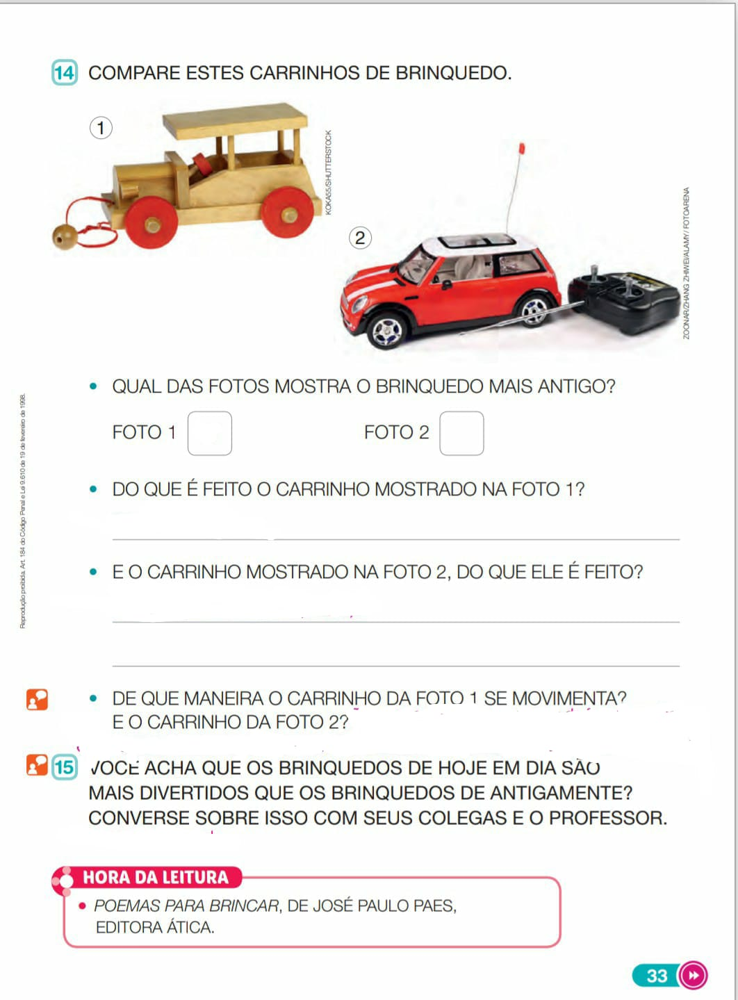 14 COMPARE ESTES CARRINHOS DE BRINQUEDO.
1
KOKA55/SHUTTERSTOCK
2
ZOONAR/ZHANG ZHIWEI/ALAMY/ FOTOARENA
• QUAL DAS FOTOS MOSTRA O BRINQUEDO MAIS ANTIGO?
FOTO 1 FOTO 2
• DO QUE É FEITO O CARRINHO MOSTRADO NA FOTO 1?
• E O CARRINHO MOSTRADO NA FOTO 2, DO QUE ELE É FEITO?
Reprodução proibida. Art. 184 do Código Penal e Lei 9.610 de 19 de fevereiro de 1998.
• DE QUE MANEIRA O CARRINHO DA FOTO 1 SE MOVIMENTA?
E O CARRINHO DA FOTO 2?
15 VOCÊ ACHA QUE OS BRINQUEDOS DE HOJE EM DIA SÃO
MAIS DIVERTIDOS QUE OS BRINQUEDOS DE ANTIGAMENTE?
CONVERSE SOBRE ISSO COM SEUS COLEGAS E O PROFESSOR.
HORA DA LEITURA
• POEMAS PARA BRINCAR, DE JOSÉ PAULO PAES,
EDITORA ÁTICA.
33